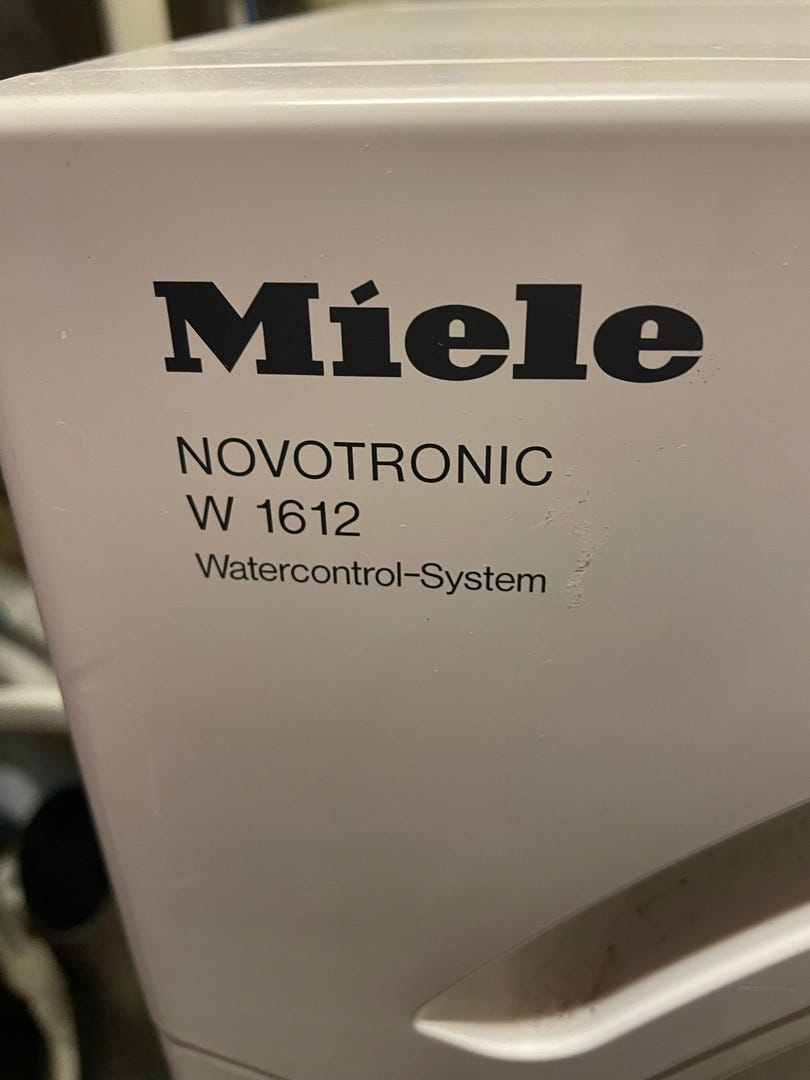 Miele
NOVOTRONIC
W 1612
Watercontrol-System